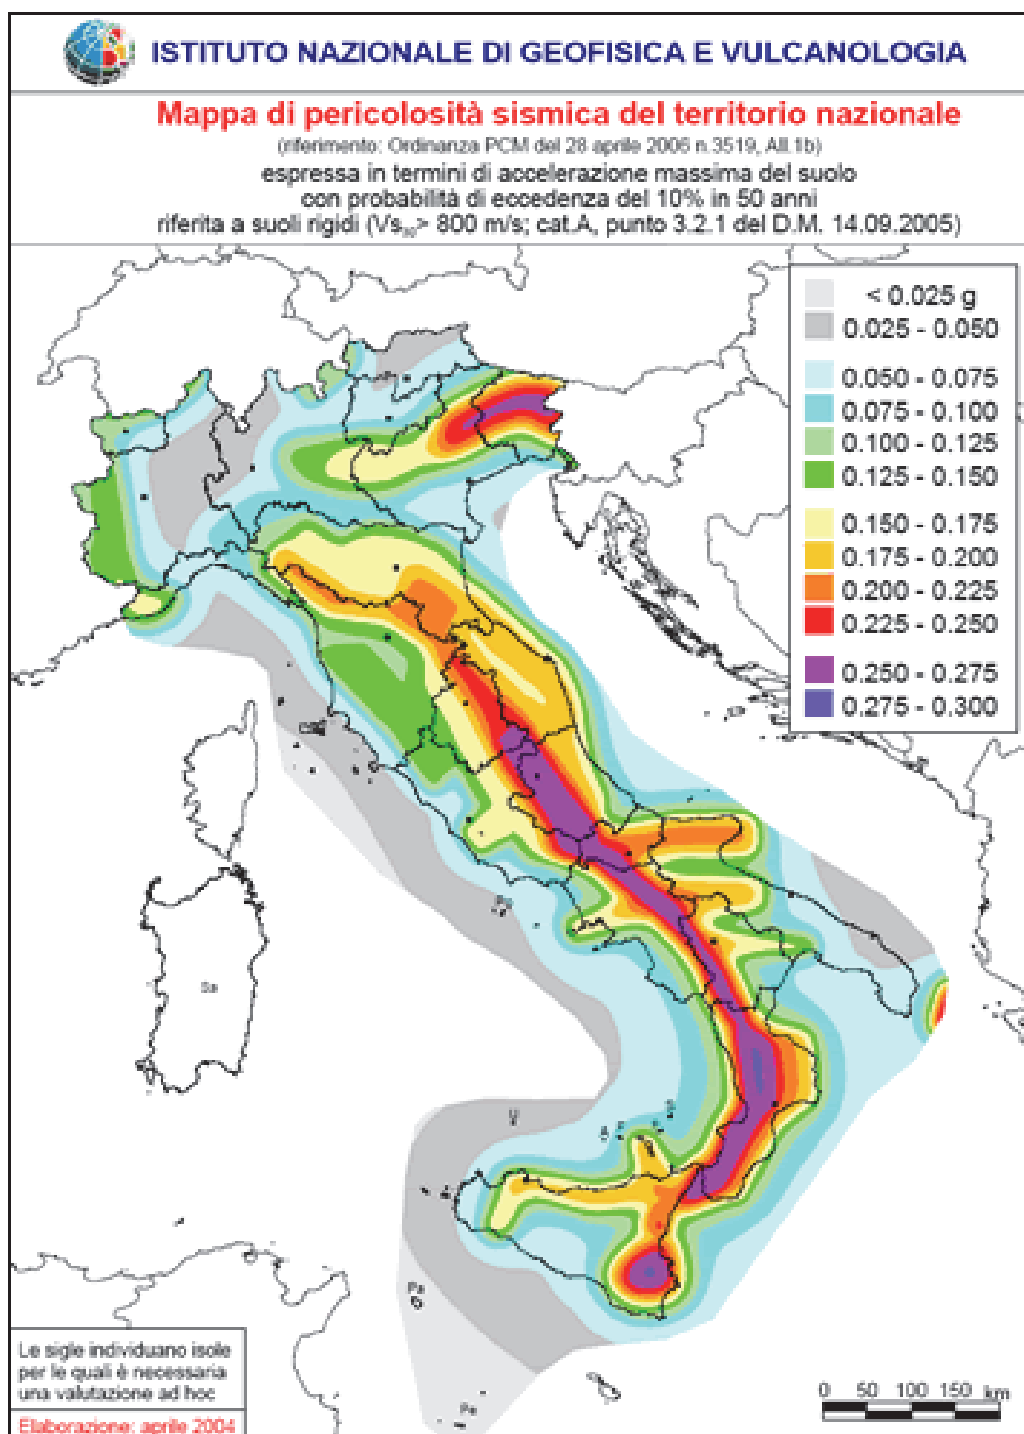 ISTITUTO NAZIONALE DI GEOFISICA E VULCANOLOGIA
Mappa di pericolosità sismica del territorio nazionale
(riferimento: Ordinanza PCM del 28 aprile 2006 n.3519, All.1b)
espressa in termini di accelerazione massima del suolo
con probabilità di eccedenza del 10% in 50 anni
riferita a suoli rigidi (Vs₃₀> 800 m/s; cat.A, punto 3.2.1 del D.M. 14.09.2005)
< 0.025 g
0.025 - 0.050
0.050 - 0.075
0.075 - 0.100
0.100 - 0.125
0.125 - 0.150
0.150 - 0.175
0.175 - 0.200
0.200 - 0.225
0.225 - 0.250
0.250 - 0.275
0.275 - 0.300
Sa
U
Pa
Pe
Le sigle individuano isole
per le quali è necessaria
una valutazione ad hoc
Elaborazione: aprile 2004
0 50 100 150 km